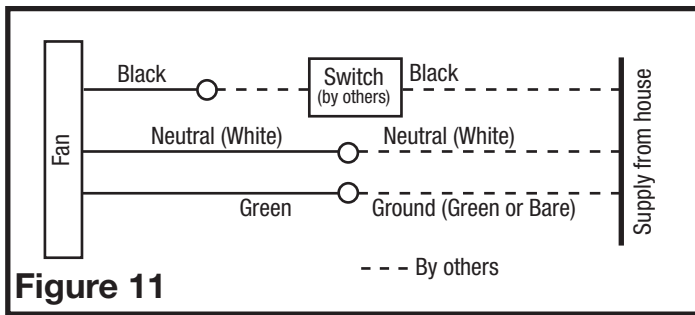 Black
Switch
(by others)
Black
Neutral (White)
Neutral (White)
Fan
Supply from house
Green
Ground (Green or Bare)
- - - - By others
Figure 11